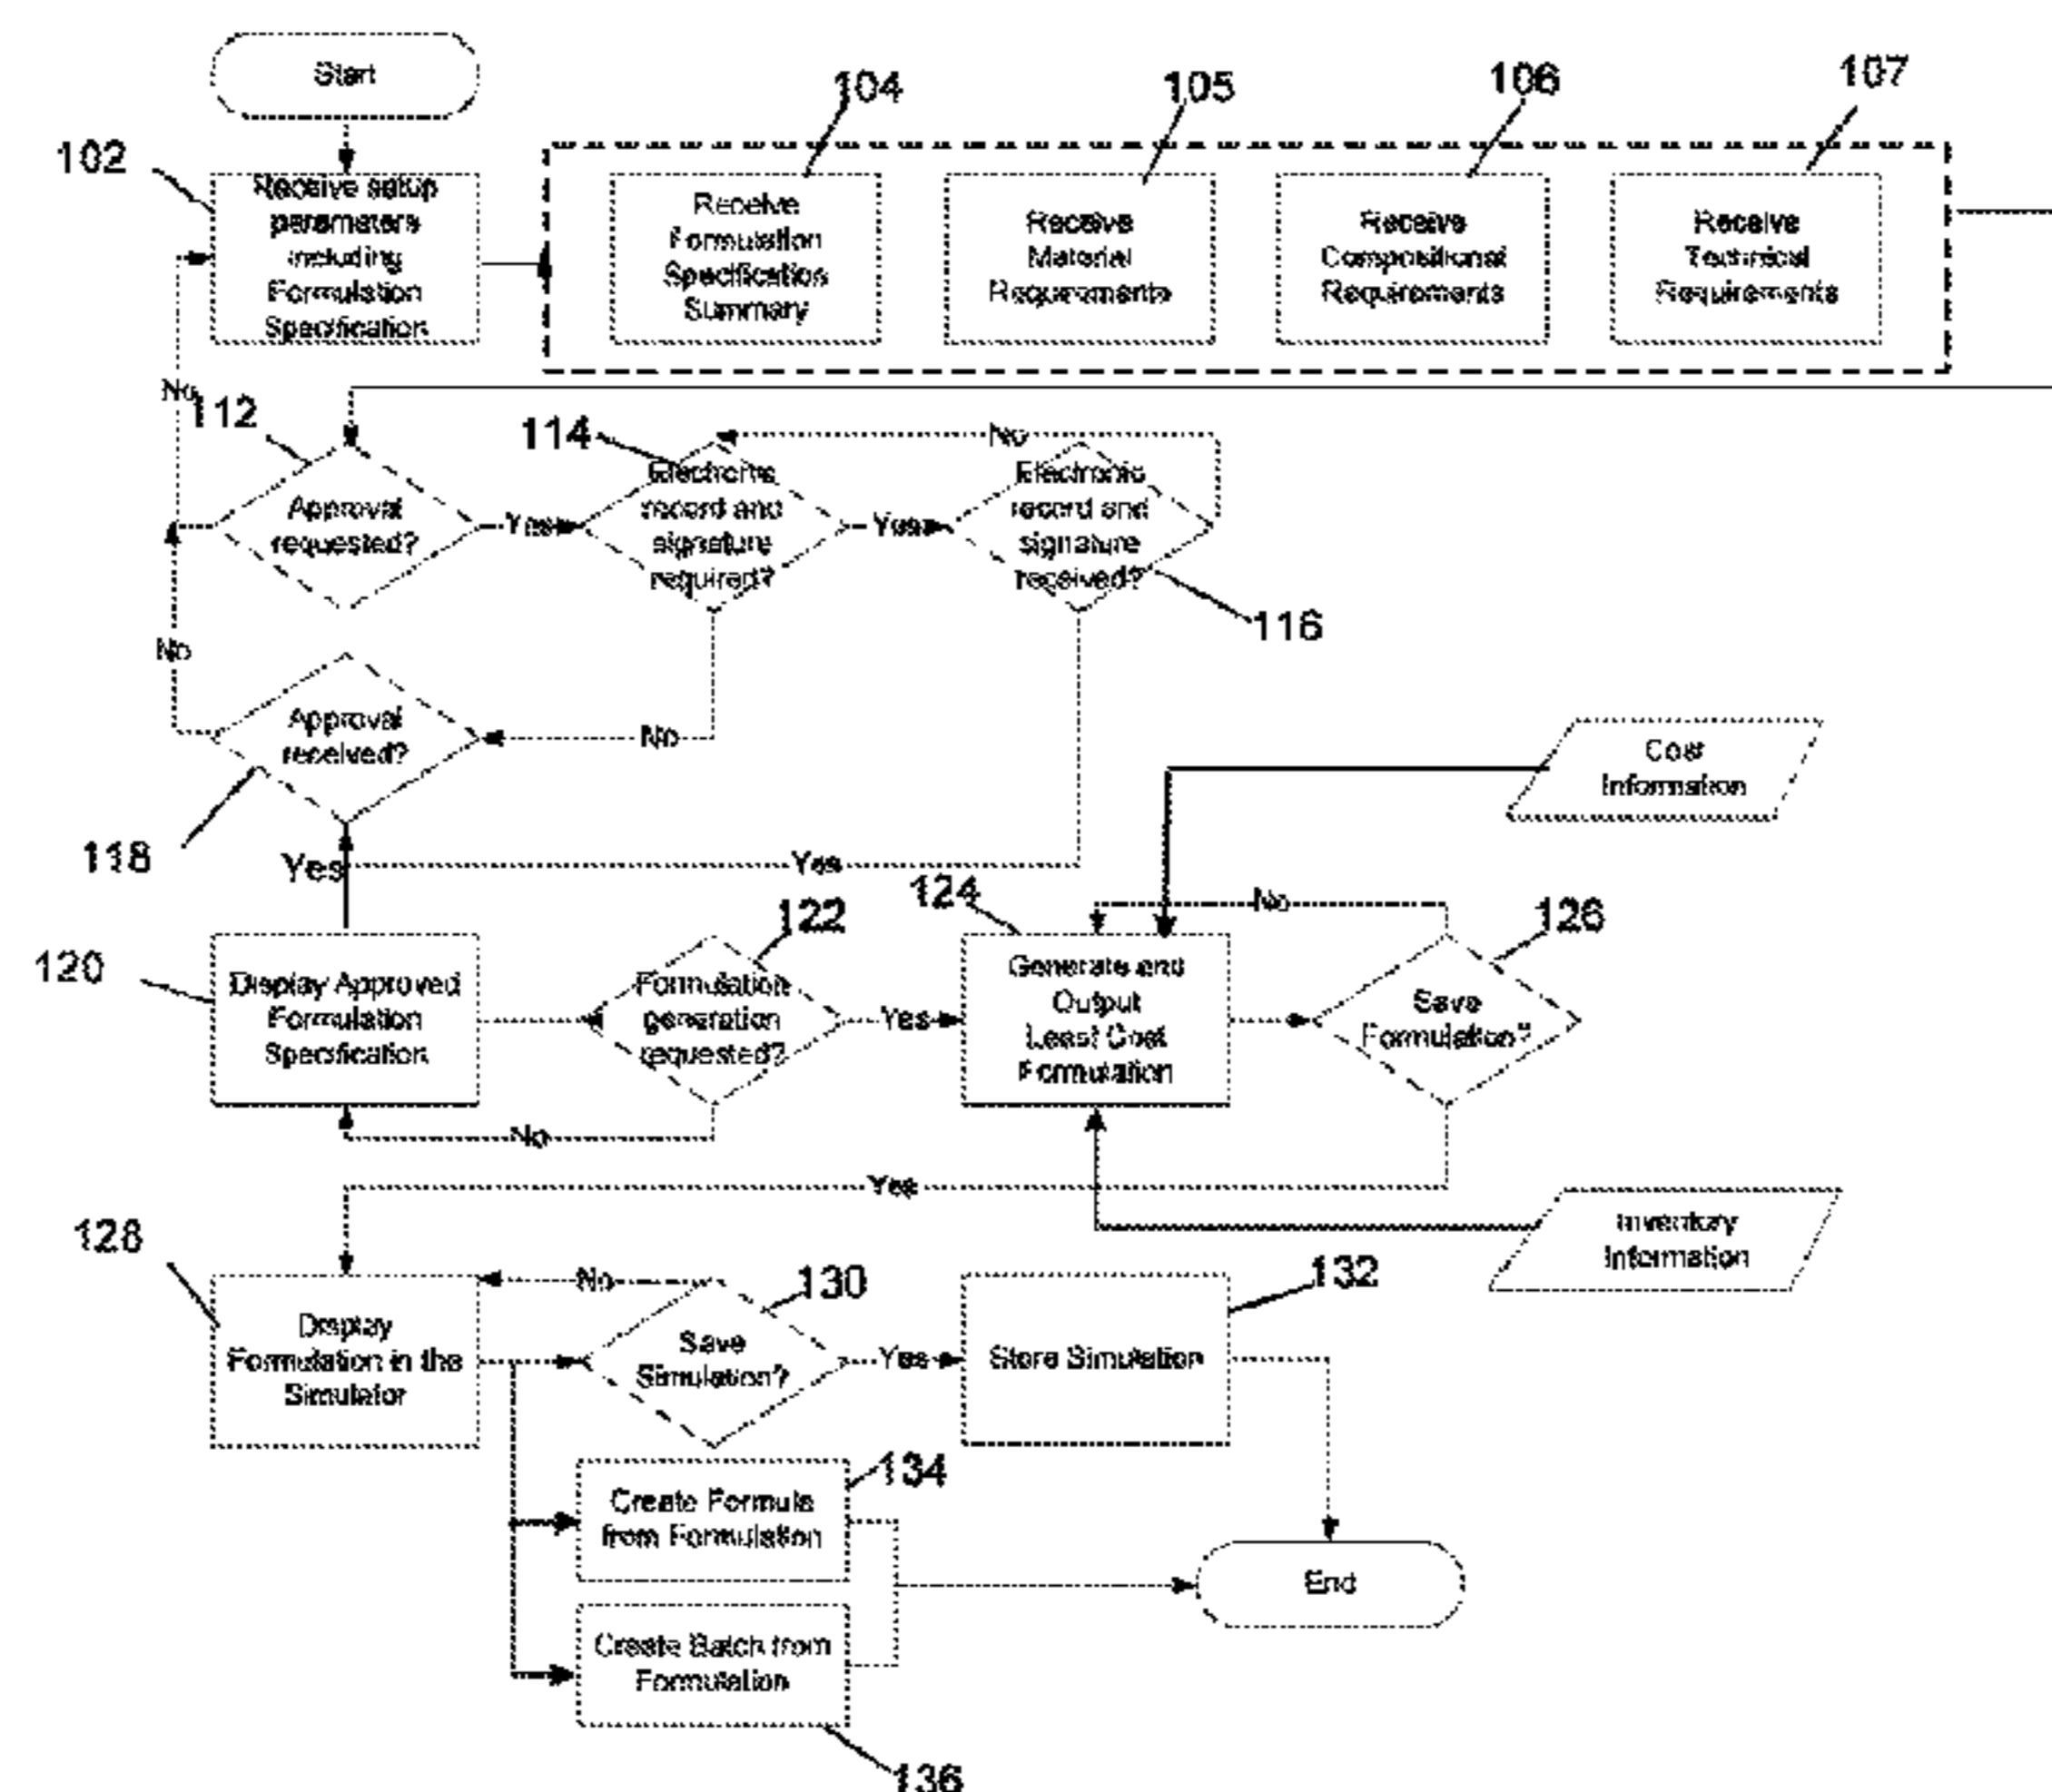 Start
104
105
106
107
102
Receive setup
parameters
including
Formulation
Specification
Receive
Formulation
Specification
Summary
Receive
Material
Requirements
Receive
Compositional
Requirements
Receive
Technical
Requirements
No
112
114
No
Approval
requested?
Yes
Electronic
record and
signature
required?
Yes
Electronic
record and
signature
received?
116
No
Approval
received?
No
118
Yes
Yes
Cost
Information
120
Display Approved
Formulation
Specification
122
Formulation
generation
requested?
Yes
124
Generate and
Output
Least Cost
Formulation
No
126
Save
Formulation?
No
Yes
Inventory
Information
128
Display
Formulation in the
Simulator
No
130
Save
Simulation?
Yes
132
Store Simulation
134
Create Formula
from Formulation
End
Create Batch from
Formulation
136